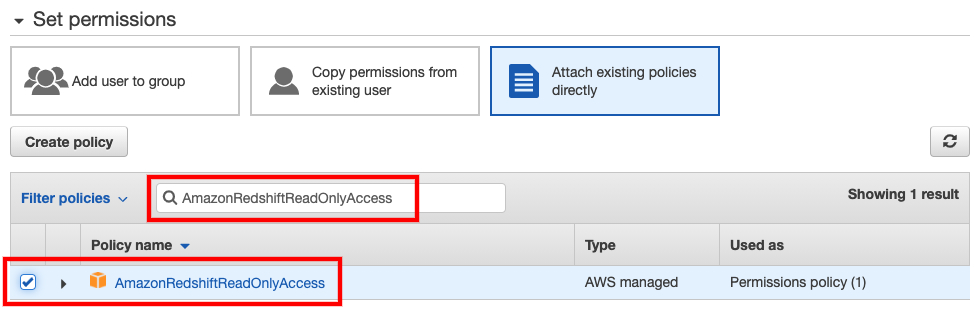 Set permissions
Add user to group
Copy permissions from
existing user
Attach existing policies
directly
Create policy
Filter policies
AmazonRedshiftReadOnlyAccess
Showing 1 result
Policy name
Type
Used as
AmazonRedshiftReadOnlyAccess
AWS managed
Permissions policy (1)